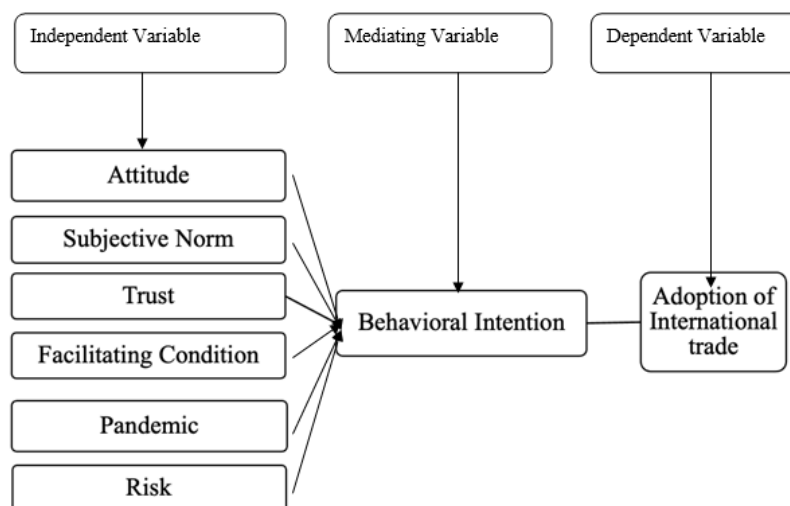 Independent Variable
Mediating Variable
Dependent Variable
Attitude
Subjective Norm
Trust
Facilitating Condition
Pandemic
Risk
Behavioral Intention
Adoption of
International
trade